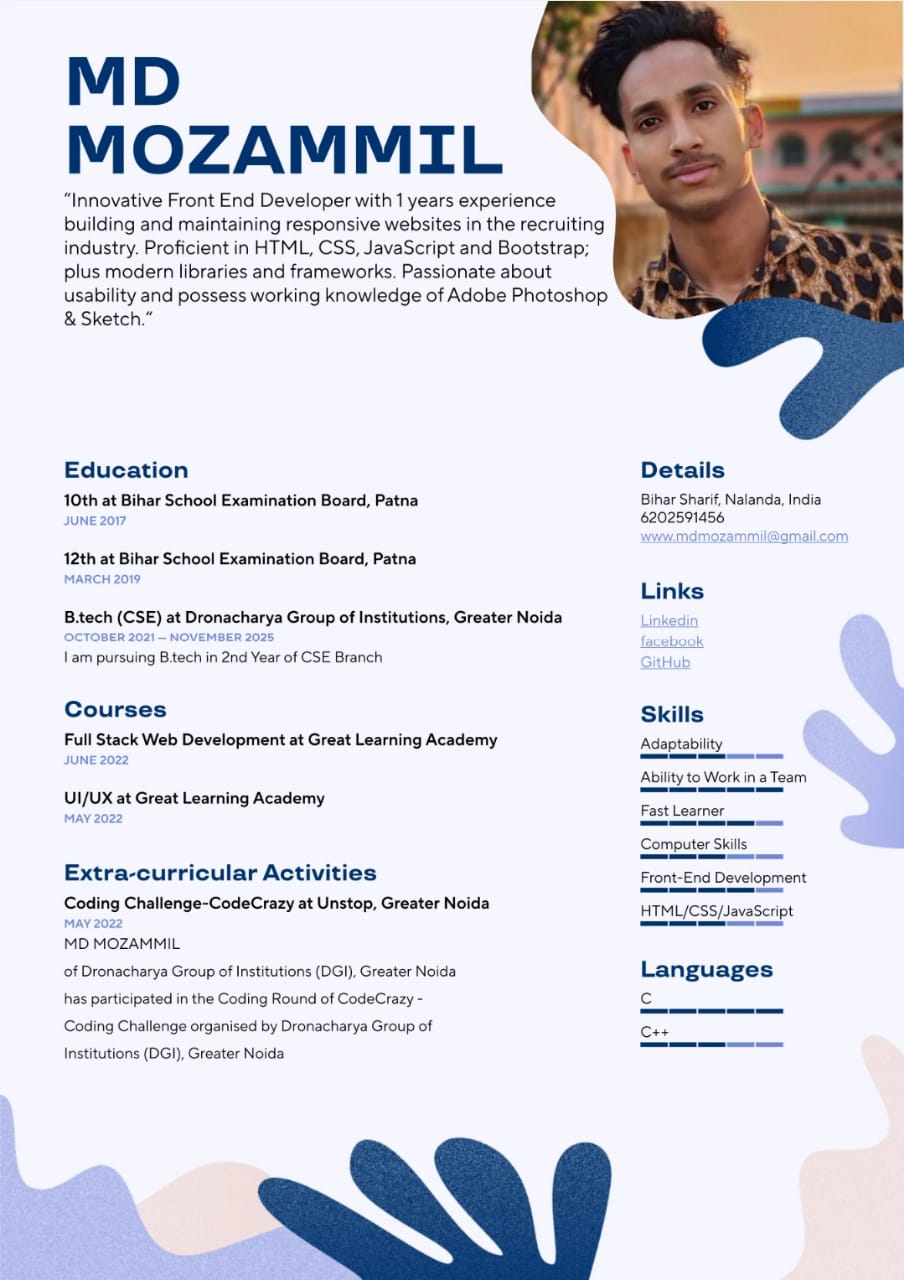 MD
MOZAMMIL
“Innovative Front End Developer with 1 years experience
building and maintaining responsive websites in the recruiting
industry. Proficient in HTML, CSS, JavaScript and Bootstrap;
plus modern libraries and frameworks. Passionate about
usability and possess working knowledge of Adobe Photoshop
& Sketch.“
Education
10th at Bihar School Examination Board, Patna
JUNE 2017
12th at Bihar School Examination Board, Patna
MARCH 2019
B.tech (CSE) at Dronacharya Group of Institutions, Greater Noida
OCTOBER 2021 — NOVEMBER 2025
I am pursuing B.tech in 2nd Year of CSE Branch
Courses
Full Stack Web Development at Great Learning Academy
JUNE 2022
UI/UX at Great Learning Academy
MAY 2022
Extra-curricular Activities
Coding Challenge-CodeCrazy at Unstop, Greater Noida
MAY 2022
MD MOZAMMIL
of Dronacharya Group of Institutions (DGI), Greater Noida
has participated in the Coding Round of CodeCrazy -
Coding Challenge organised by Dronacharya Group of
Institutions (DGI), Greater Noida
Details
Bihar Sharif, Nalanda, India
6202591456
www.mdmozammil@gmail.com
Links
Linkedin
facebook
GitHub
Skills
Adaptability
Ability to Work in a Team
Fast Learner
Computer Skills
Front-End Development
HTML/CSS/JavaScript
Languages
C
C++